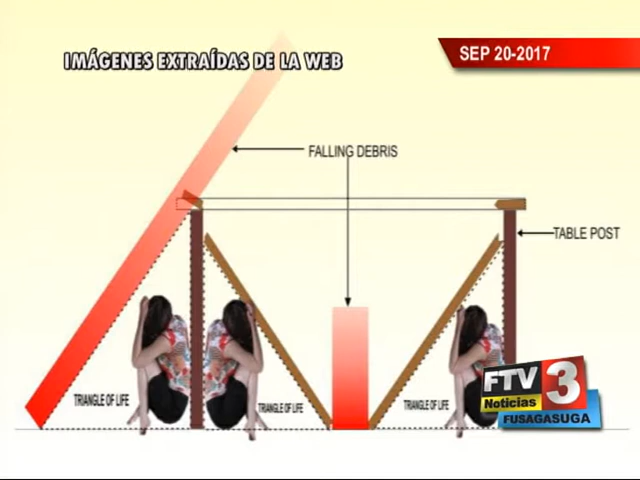 IMÁGENES EXTRAÍDAS DE LA WEB
SEP 20-2017
FALLING DEBRIS
TABLE POST
TRIANGLE OF LIFE
TRIANGLE OF LIFE
TRIANGLE OF LIFE
FTV 3
Noticias
FUSAGASUGA